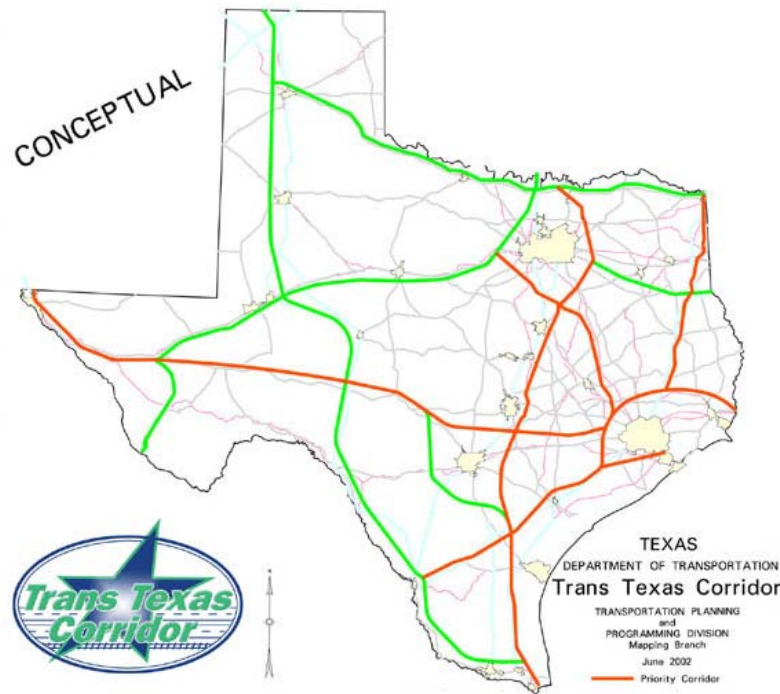 CONCEPTUAL
Trans Texas
Corridor
TEXAS
DEPARTMENT OF TRANSPORTATION
Trans Texas Corridor
TRANSPORTATION PLANNING
and
PROGRAMMING DIVISION
Mapping Branch
June 2002
Priority Corridor